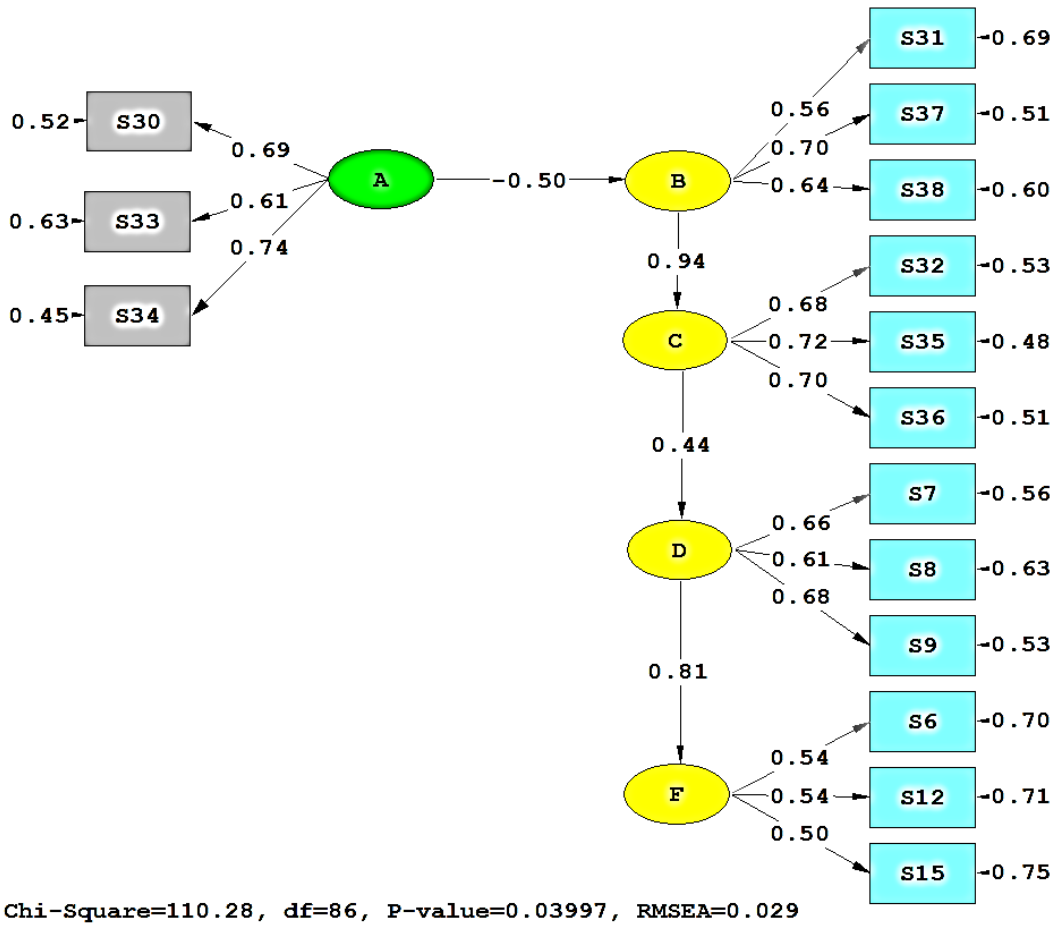 S31
0.69
0.56
S37
0.51
0.70
S38
0.60
0.64
0.52
S30
0.69
A
-0.50
B
0.63
S33
0.61
0.74
0.45
S34
0.94
S32
0.53
0.68
C
0.72
S35
0.48
0.70
S36
0.51
0.44
S7
0.56
0.66
D
0.61
S8
0.63
0.68
S9
0.53
0.81
S6
0.70
0.54
F
0.54
S12
0.71
0.50
S15
0.75
Chi-Square=110.28, df=86, P-value=0.03997, RMSEA=0.029